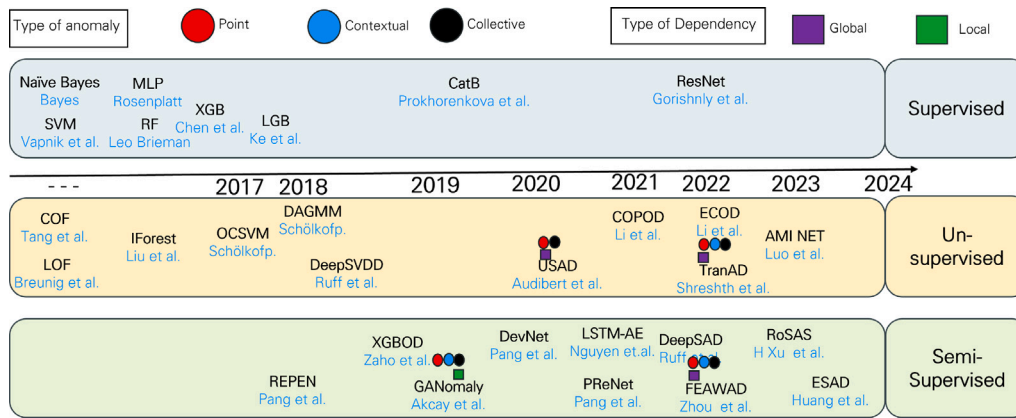 Type of anomaly
Point
Contextual
Collective
Type of Dependency
Global
Local
Naïve Bayes
Bayes
MLP
Rosenplatt
SVM
Vapnik et al.
RF
Leo Brieman
XGB
Chen et al.
LGB
Ke et al.
CatB
Prokhorenkova et al.
ResNet
Gorishnly et al.
Supervised
---
2017
2018
2019
2020
2021
2022
2023
2024
COF
Tang et al.
LOF
Breunig et al.
IForest
Liu et al.
OCSVM
Schölkofp.
DAGMM
Schölkofp.
DeepSVDD
Ruff et al.
USAD
Audibert et al.
COPOD
Li et al.
ECOD
Li et al.
TranAD
Shreshth et al.
AMI NET
Luo et al.
Un-
supervised
REPEN
Pang et al.
XGBOD
Zaho et al.
GANomaly
Akcay et al.
DevNet
Pang et al.
LSTM-AE
Nguyen et.al.
PReNet
Pang et al.
DeepSAD
Ruff et al.
FEAWAD
Zhou et al.
RoSAS
H Xu et al.
ESAD
Huang et al.
Semi-
Supervised